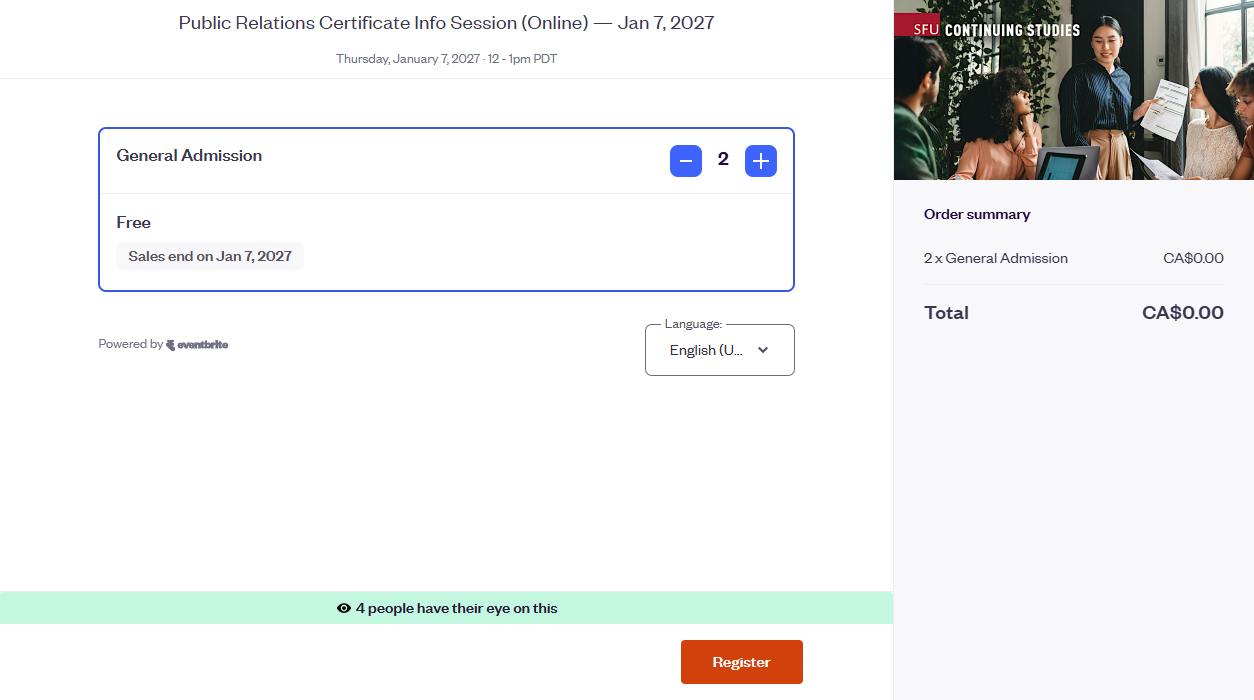 Public Relations Certificate Info Session (Online) — Jan 7, 2027
Thursday, January 7, 2027 · 12 - 1pm PDT
General Admission
2
Free
Sales end on Jan 7, 2027
Powered by eventbrite
Language:
English (U...
4 people have their eye on this
Register
SFU CONTINUING STUDIES
Order summary
2 x General Admission CA$0.00
Total CA$0.00